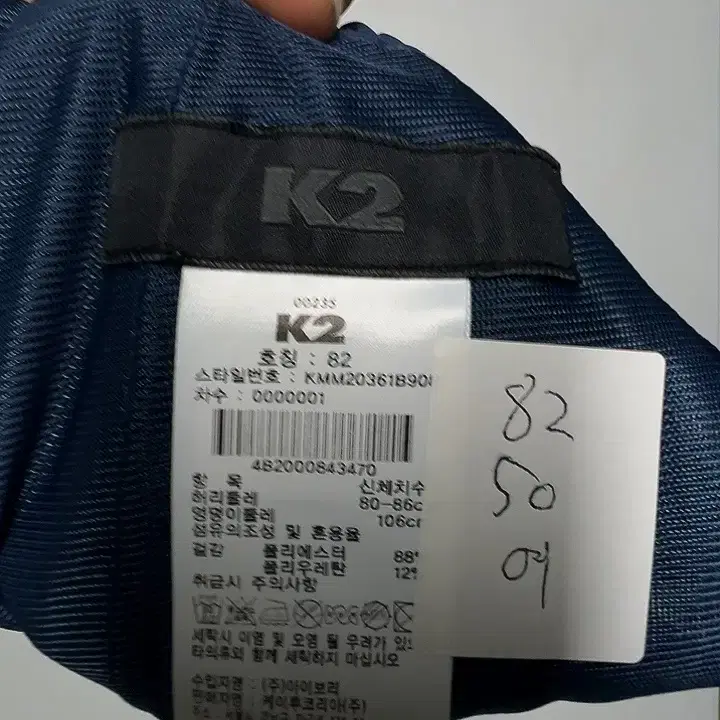 K2
00235
K2
호칭 : 82
스타일번호 : KMM20361B90
차수 : 0000001
4B2000843470
항 목 신체치수
허리둘레 80-86c
엉덩이둘레 106c
섬유의조성 및 혼용율
겉감 폴리에스터 88
폴리우레탄 12
취급시 주의사항
세탁시 이염 및 오염 될 우려가 있
타의류와 함께 세탁하지 마십시오
수입자명 : (주)아이보리
판매자명 : 케이투코리아(주)
82
50
여